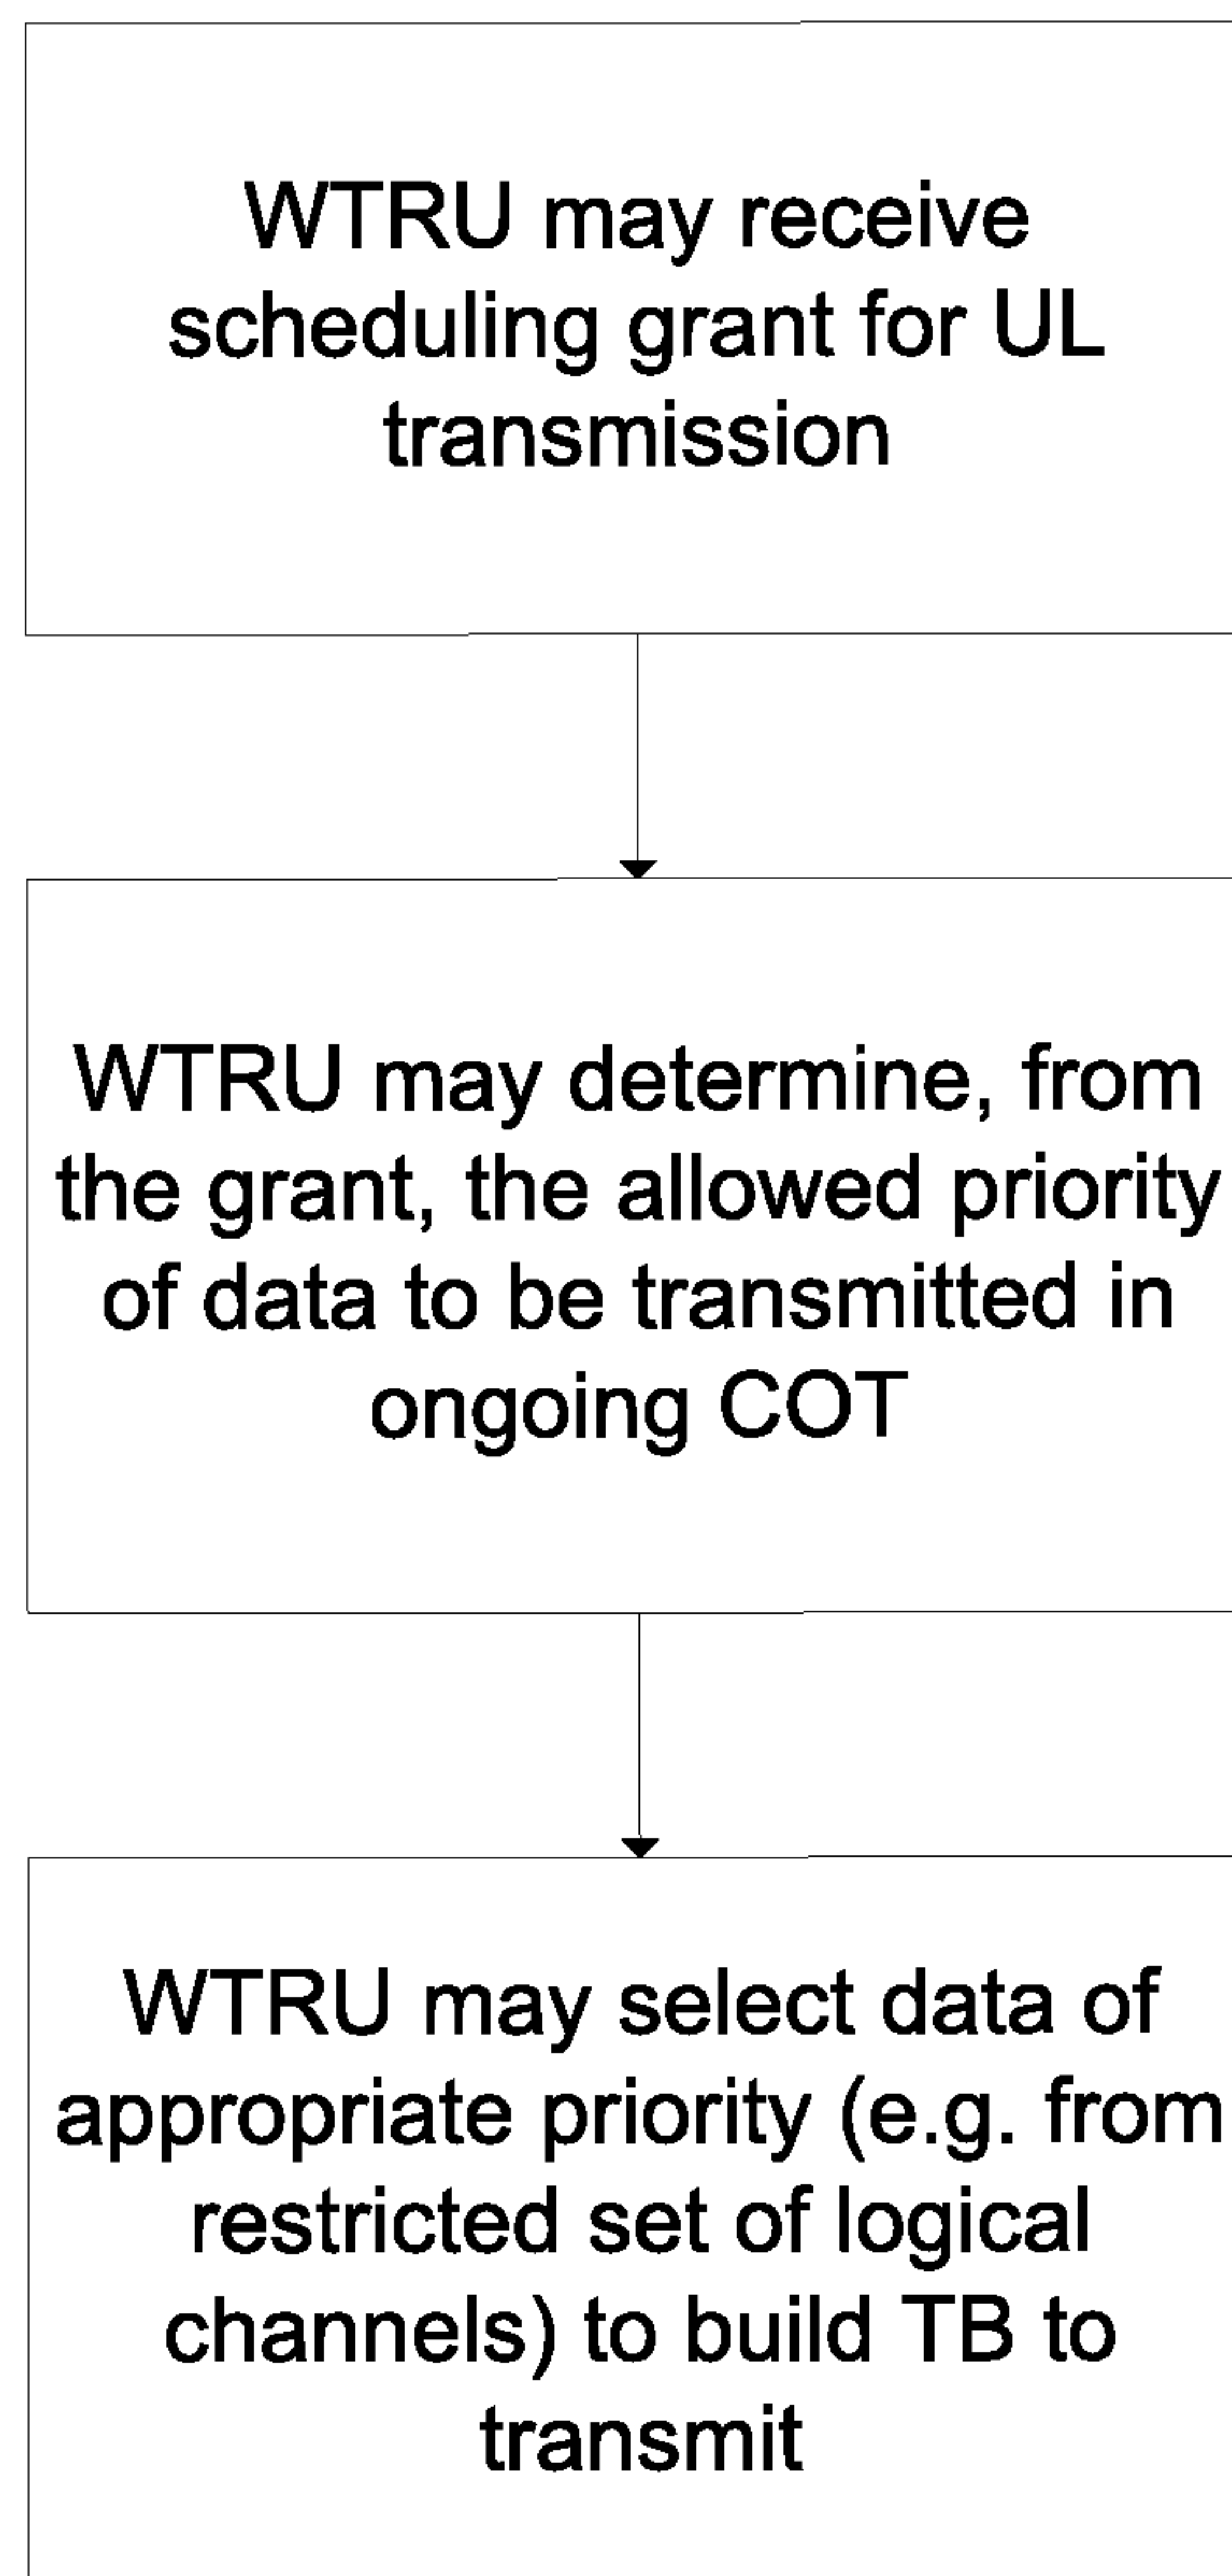 WTRU may receive
scheduling grant for UL
transmission
WTRU may determine, from
the grant, the allowed priority
of data to be transmitted in
ongoing COT
WTRU may select data of
appropriate priority (e.g. from
restricted set of logical
channels) to build TB to
transmit